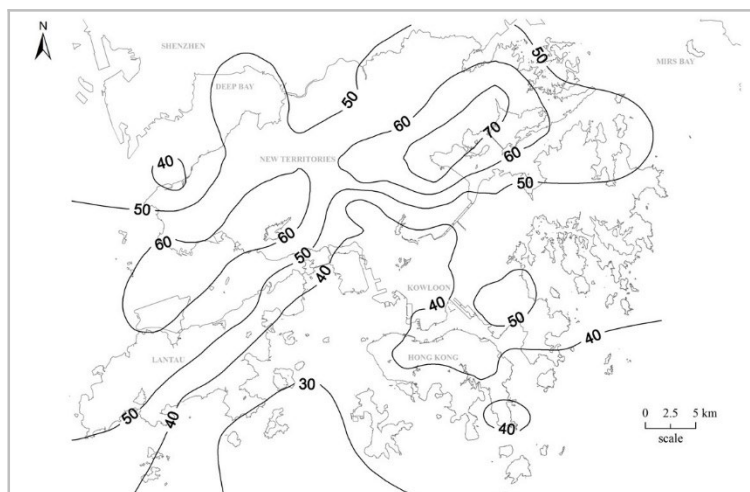 N
SHENZHEN
50
MIRS BAY
DEEP BAY
50
60
70
40
NEW TERRITORIES
60
50
50
60
60
50
40
KOWLOON
40
50
40
LANTAU
HONG KONG
30
50
40
40
0 2.5 5 km
scale